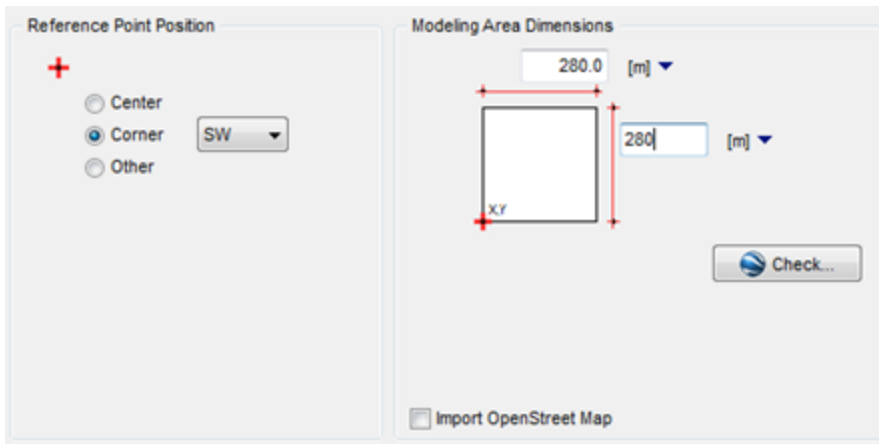 Reference Point Position
Center
Corner SW
Other
Modeling Area Dimensions
280.0 [m]
280 [m]
X,Y
Check...
Import OpenStreet Map